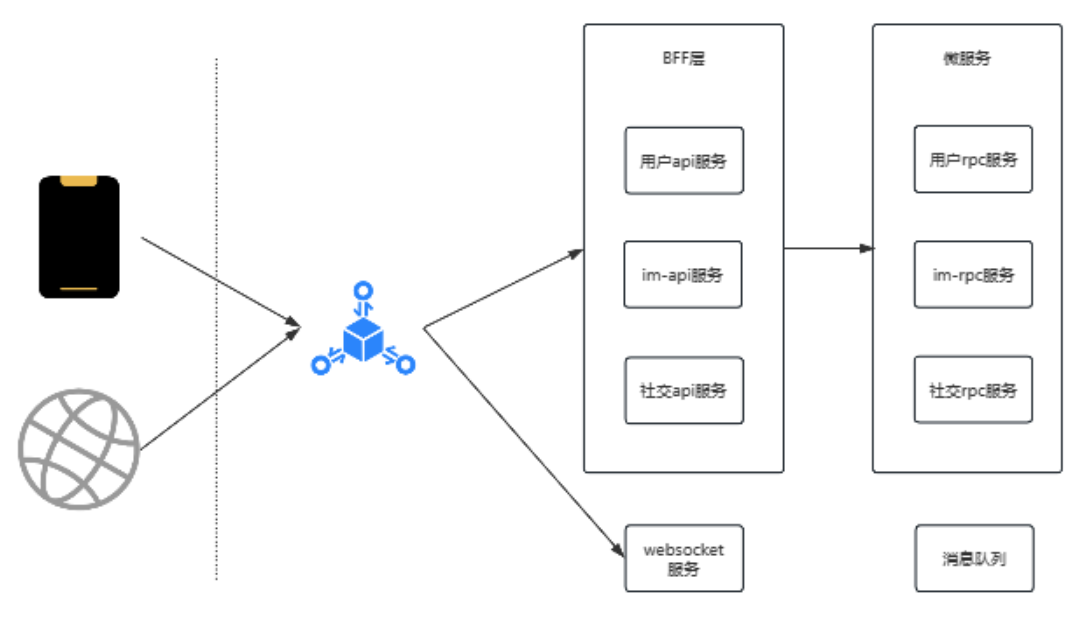 BFF层
用户api服务
im-api服务
社交api服务
websocket
服务
微服务
用户rpc服务
im-rpc服务
社交rpc服务
消息队列